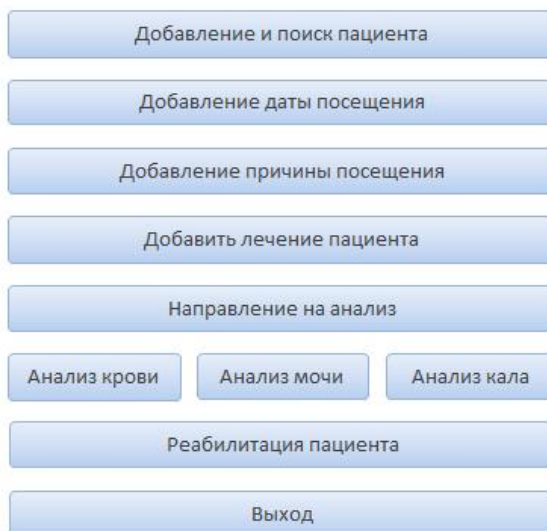 Добавление и поиск пациента
Добавление даты посещения
Добавление причины посещения
Добавить лечение пациента
Направление на анализ
Анализ крови Анализ мочи Анализ кала
Реабилитация пациента
Выход